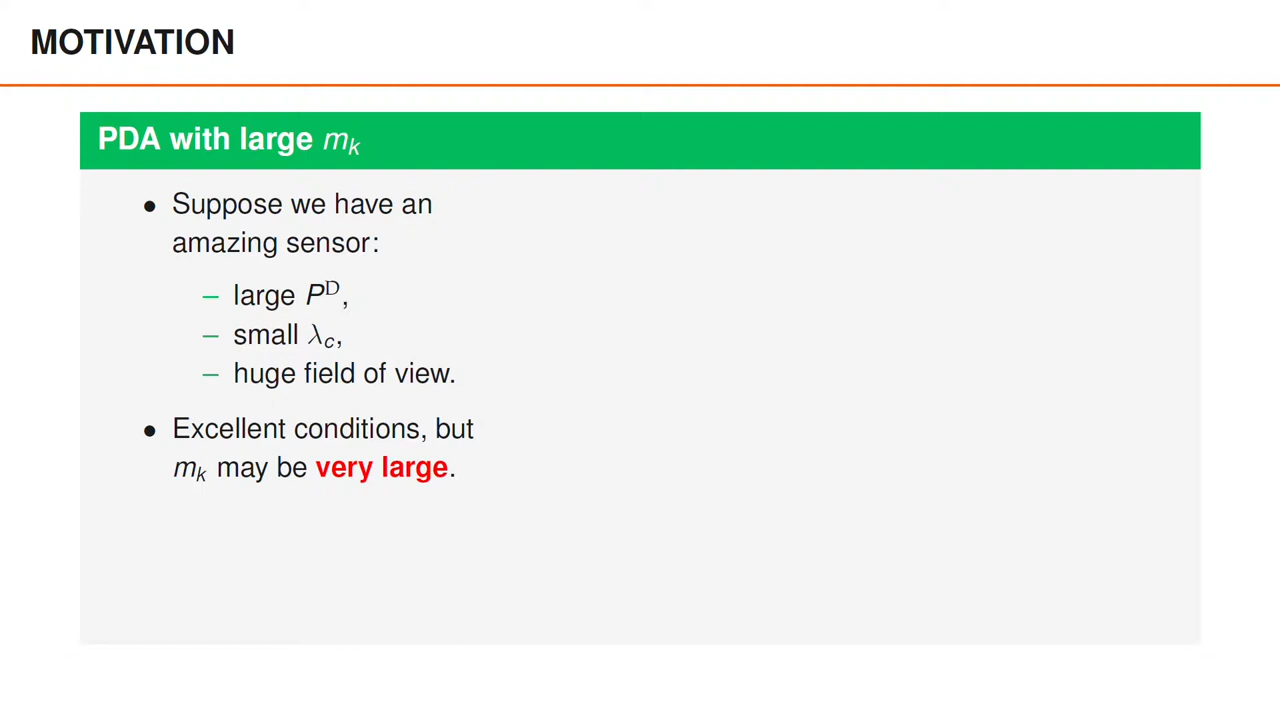 MOTIVATION
PDA with large m_k
• Suppose we have an
amazing sensor:
– large P^D,
– small λ_c,
– huge field of view.
• Excellent conditions, but
m_k may be very large.